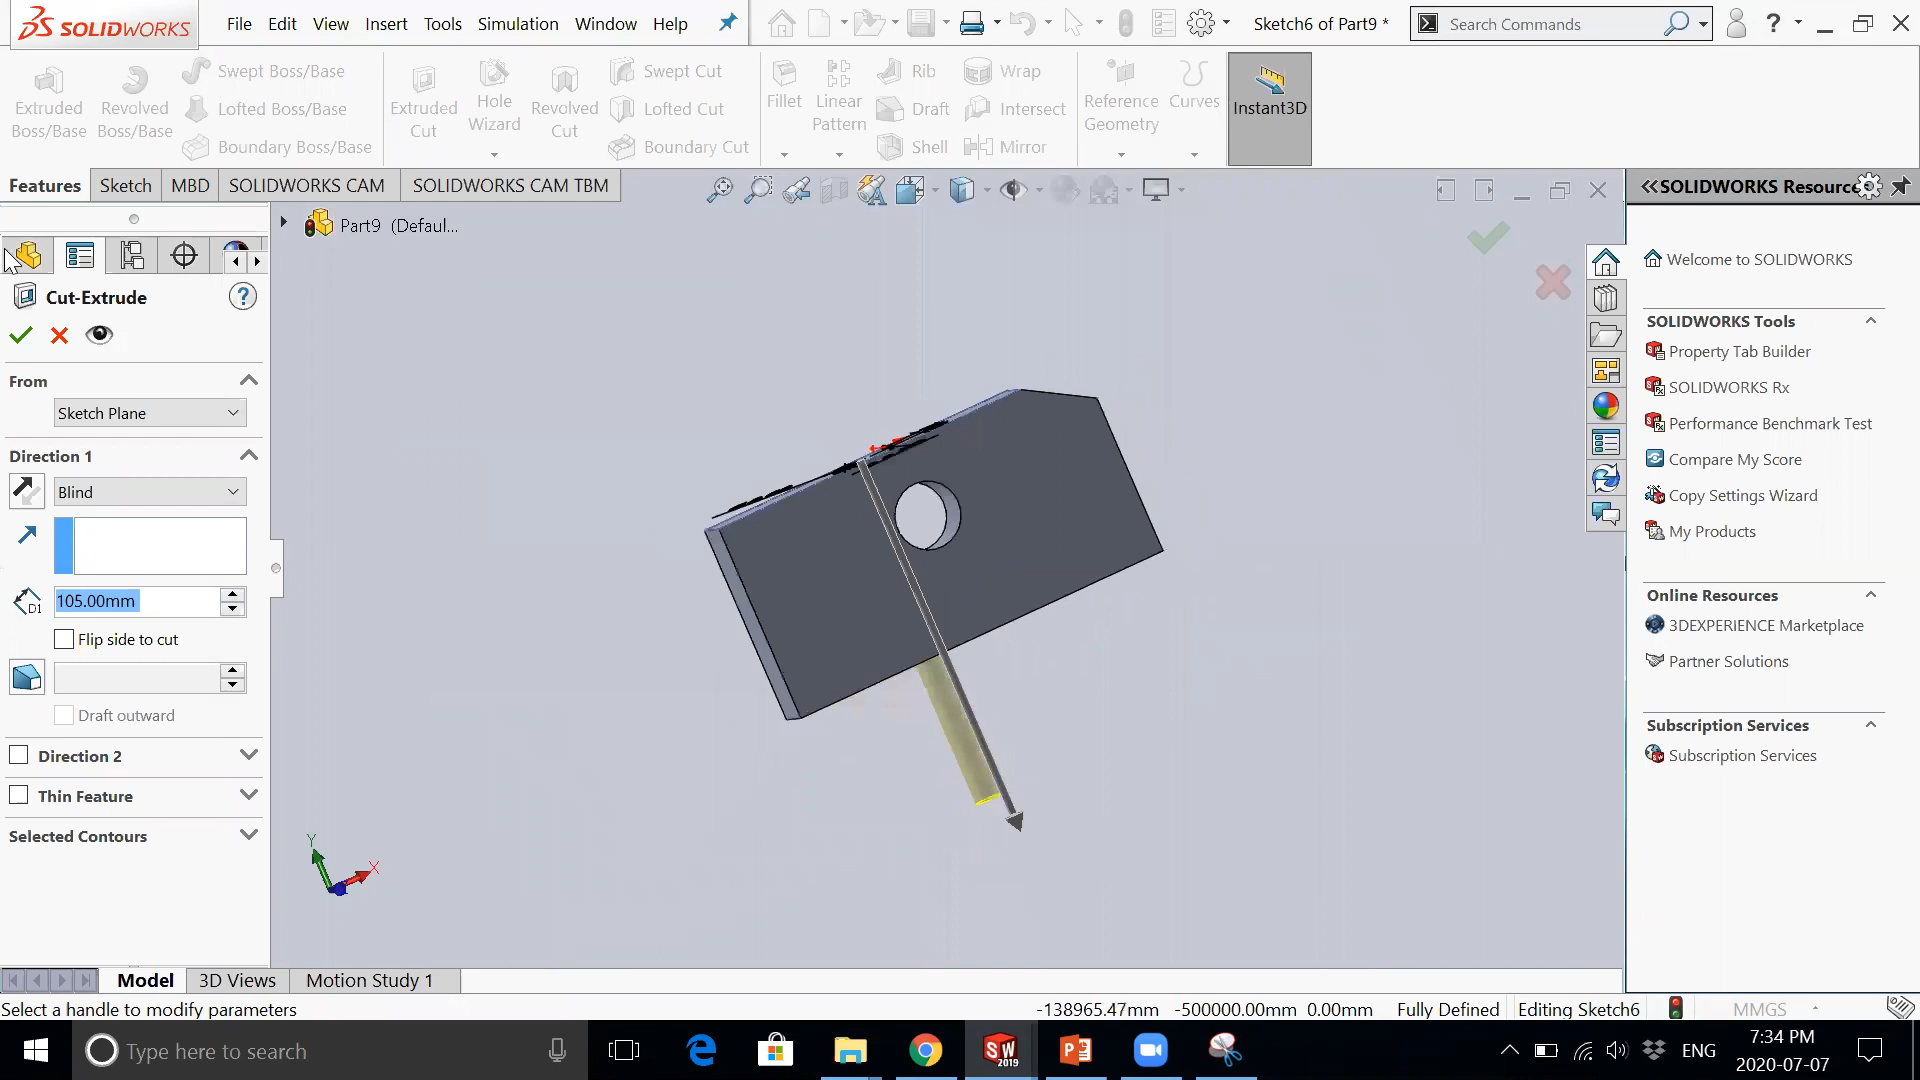 SOLIDWORKS
File Edit View Insert Tools Simulation Window Help
Sketch6 of Part9 *
Search Commands
?
Extruded Boss/Base
Revolved Boss/Base
Swept Boss/Base
Lofted Boss/Base
Boundary Boss/Base
Extruded Cut
Hole Wizard
Revolved Cut
Swept Cut
Lofted Cut
Boundary Cut
Fillet
Linear Pattern
Rib
Draft
Shell
Wrap
Intersect
Mirror
Reference Geometry
Curves
Instant3D
Features Sketch MBD SOLIDWORKS CAM SOLIDWORKS CAM TBM
Part9 (Defaul...
Cut-Extrude
?
From
Sketch Plane
Direction 1
Blind
D1
105.00mm
Flip side to cut
Draft outward
Direction 2
Thin Feature
Selected Contours
Y
X
SOLIDWORKS Resourc
Welcome to SOLIDWORKS
SOLIDWORKS Tools
Property Tab Builder
SOLIDWORKS Rx
Performance Benchmark Test
Compare My Score
Copy Settings Wizard
My Products
Online Resources
3DEXPERIENCE Marketplace
Partner Solutions
Subscription Services
Subscription Services
Model 3D Views Motion Study 1
Select a handle to modify parameters
-138965.47mm -500000.00mm 0.00mm Fully Defined Editing Sketch6 MMGS
Type here to search
SW 2019
ENG
7:34 PM
2020-07-07